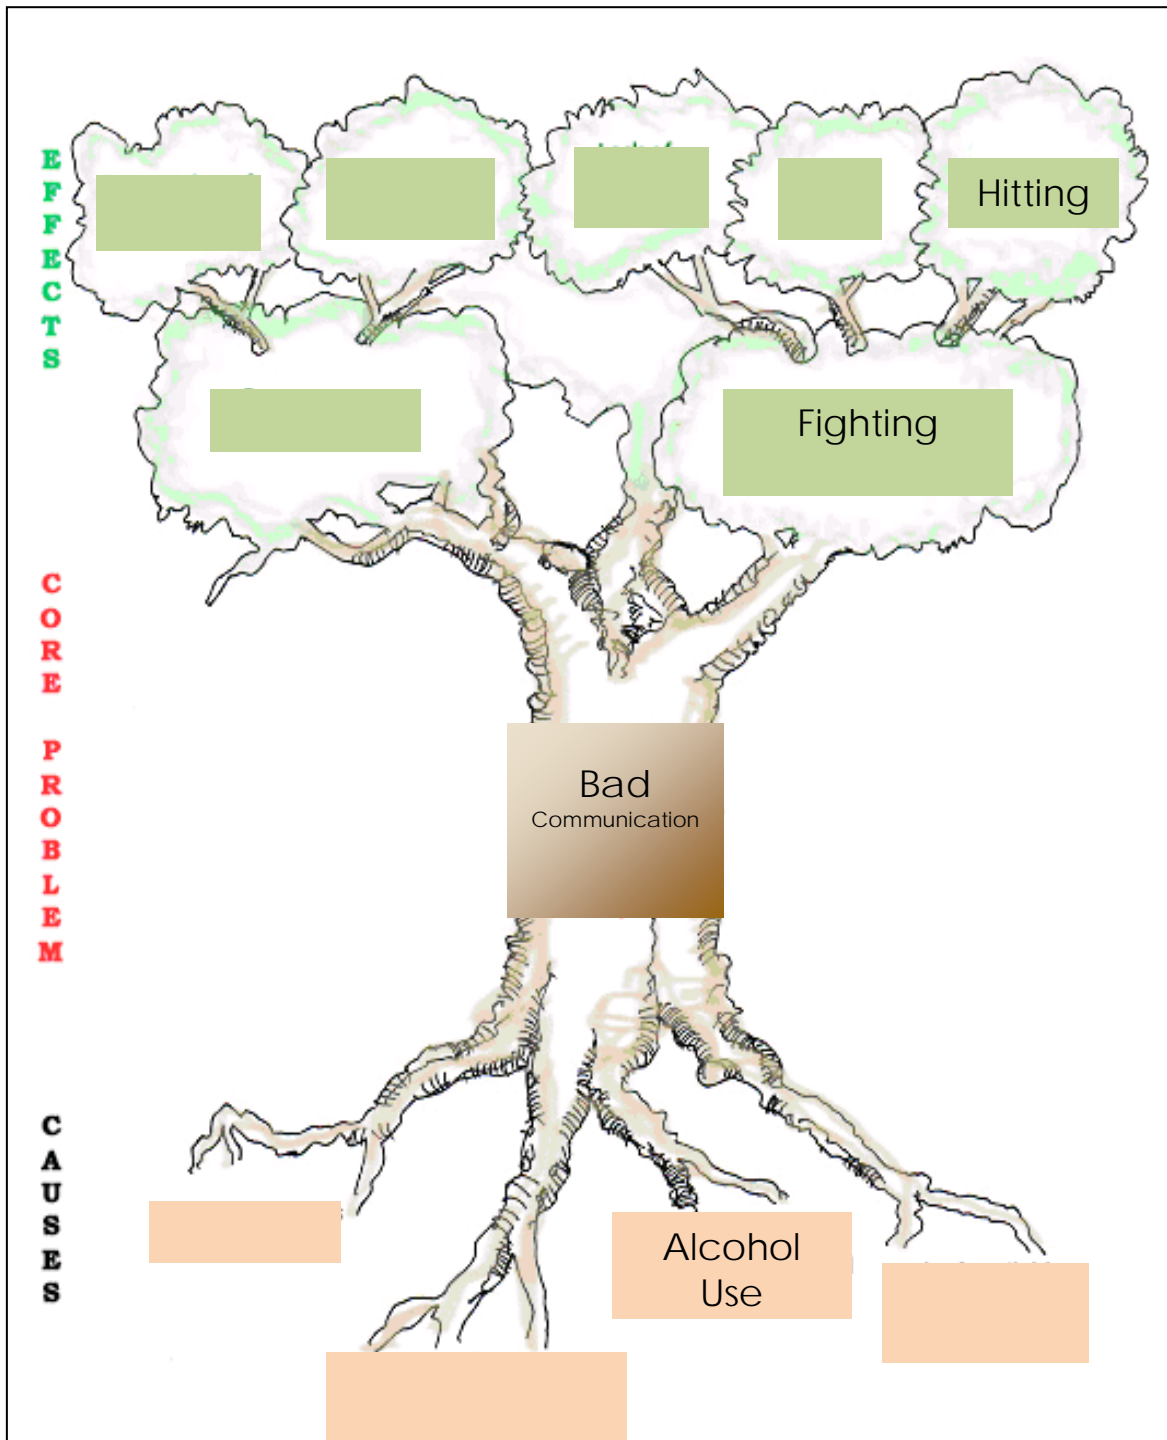 EFFECTS
Hitting
Fighting
CORE PROBLEM
Bad
Communication
CAUSES
Alcohol
Use